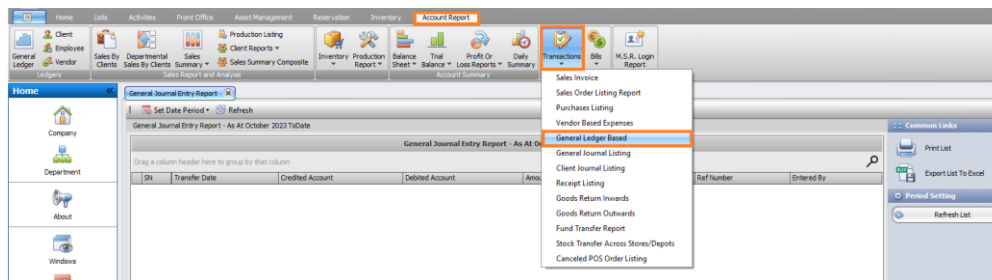 Home Lists Activities Front Office Asset Management Reservation Inventory Account Report
General Ledger
Client
Employee
Vendor
Sales By Clients
Departmental Sales By Clients
Sales Summary
Production Listing
Client Reports
Sales Summary Composite
Inventory
Production Report
Balance Sheet
Trial Balance
Profit Or Loss Reports
Daily Summary
Transactions
Bills
M.S.R. Login Report
Ledgers Sales Report and Analysis Account Summary
Home «
General Journal Entry Report
Set Date Period Refresh
General Journal Entry Report - As At October 2023 ToDate
General Journal Entry Report - As At Oc
Drag a column header here to group by that column
SN Transfer Date Credited Account Debited Account Amou Ref Number Entered By
Company
Department
About
Windows
Sales Invoice
Sales Order Listing Report
Purchases Listing
Vendor Based Expenses
General Ledger Based
General Journal Listing
Client Journal Listing
Receipt Listing
Goods Return Inwards
Goods Return Outwards
Fund Transfer Report
Stock Transfer Across Stores/Depots
Canceled POS Order Listing
Common Links
Print List
Export List To Excel
Period Setting
Refresh List